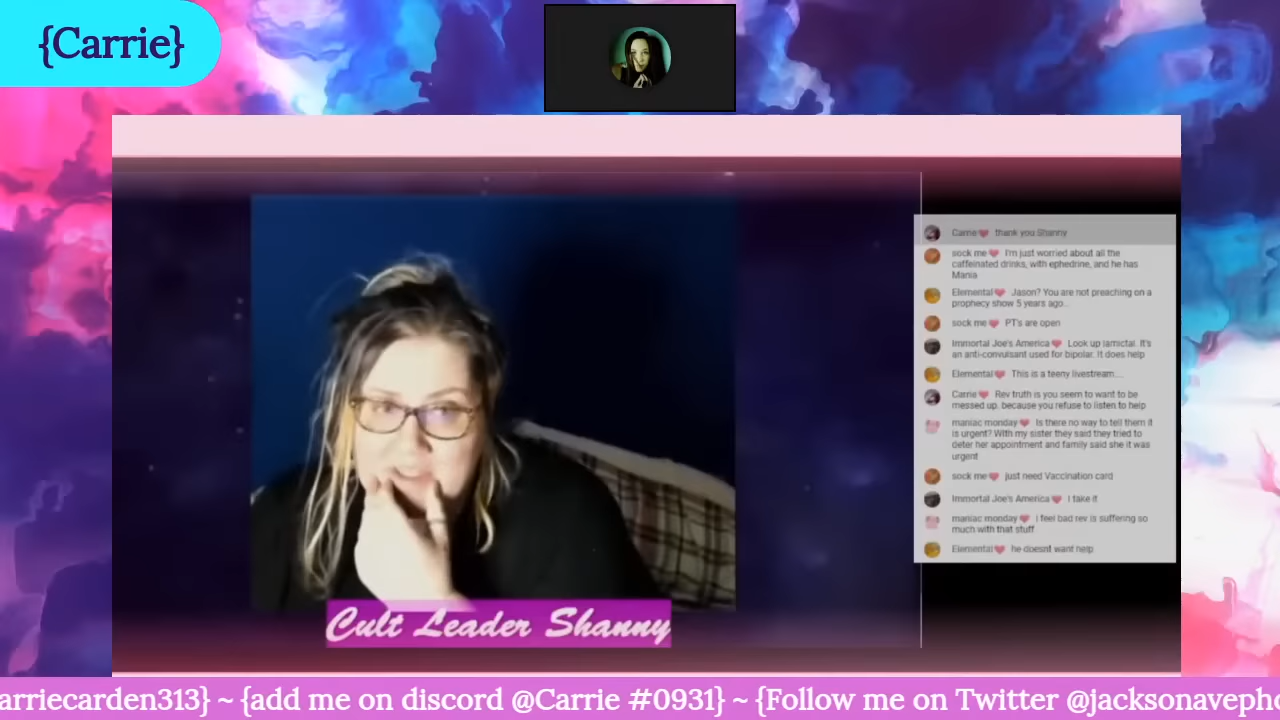 {Carrie}
Carrie thank you Shanny
sock me I'm just worried about all the
caffeinated drinks, with ephedrine, and he has
Mania
Elemental Jason? You are not preaching on a
prophecy show 5 years ago...
sock me PT's are open
Immortal Joe's America Look up lamictal. It's
an anti-convulsant used for bipolar. It does help
Elemental This is a teeny livestream....
Carrie Rev truth is you seem to want to be
messed up. because you refuse to listen to help
maniac monday Is there no way to tell them it
is urgent? With my sister they said they tried to
deter her appointment and family said she it was
urgent
sock me just need Vaccination card
Immortal Joe's America I take it
maniac monday i feel bad rev is suffering so
much with that stuff
Elemental he doesnt want help
Cult Leader Shanny
arriecarden313} ~ {add me on discord @Carrie #0931} ~ {Follow me on Twitter @jacksonavepho